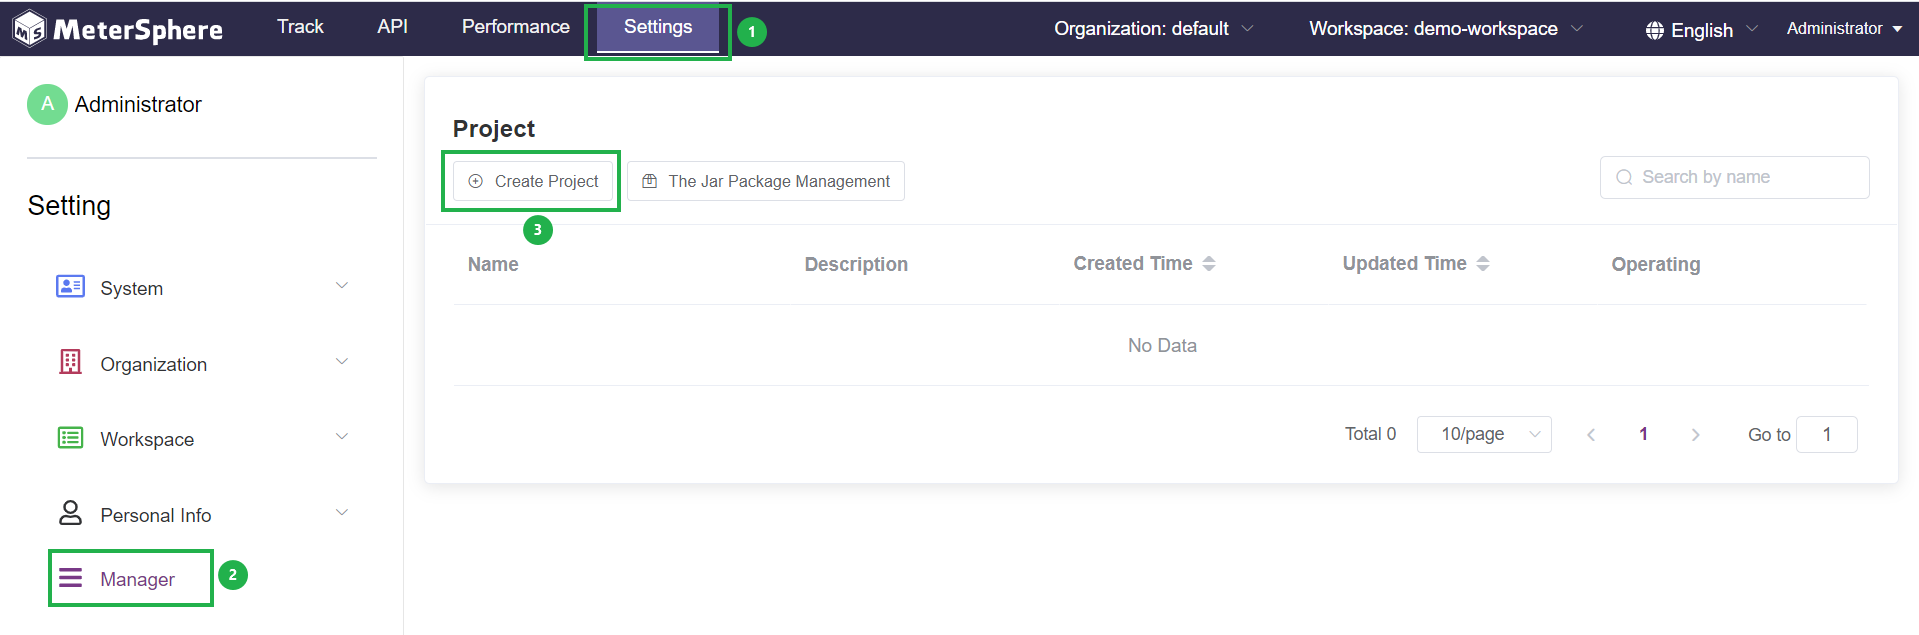 MS MeterSphere Track API Performance Settings 1 Organization: default Workspace: demo-workspace English Administrator
A Administrator
Setting
System
Organization
Workspace
Personal Info
Manager 2
Project
Create Project The Jar Package Management Search by name
3
Name Description Created Time Updated Time Operating
No Data
Total 0 10/page 1 Go to 1